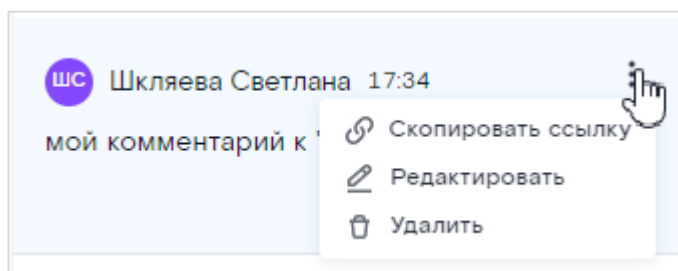 ШС Шкляева Светлана 17:34
мой комментарий к "
Скопировать ссылку
Редактировать
Удалить